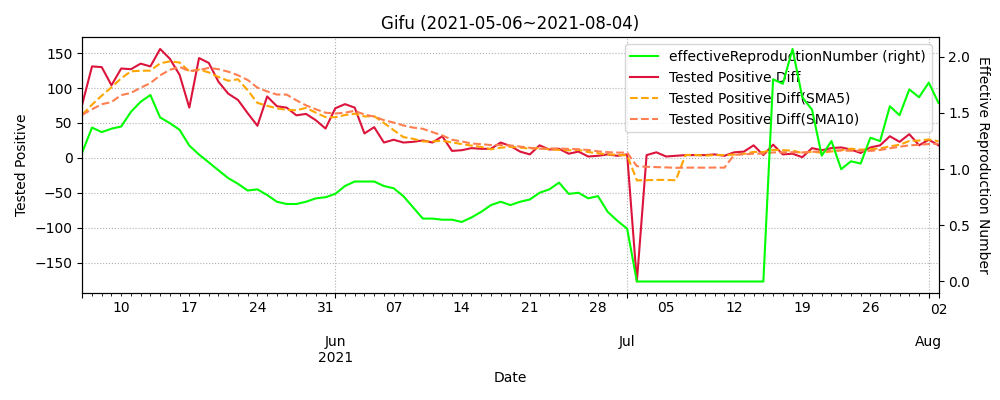 Gifu (2021-05-06~2021-08-04)
effectiveReproductionNumber (right)
Tested Positive Diff
Tested Positive Diff(SMA5)
Tested Positive Diff(SMA10)
Tested Positive
150
100
50
0
−50
−100
−150
2.0
1.5
1.0
0.5
0.0
Effective Reproduction Number
10 17 24 31 07 14 21 28 05 12 19 26 02
Jun Jul Aug
2021
Date